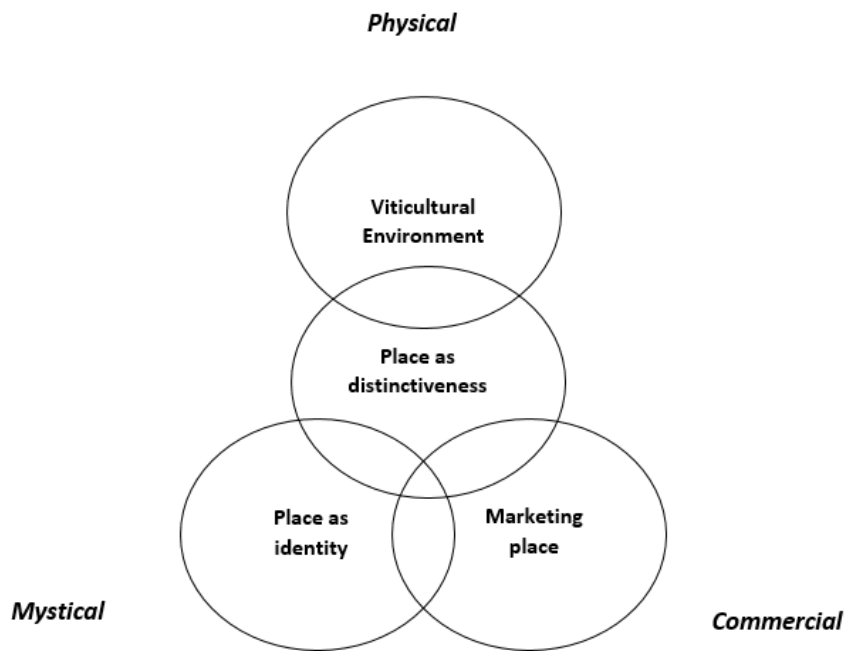 Physical
Viticultural
Environment
Place as
distinctiveness
Place as
identity
Marketing
place
Mystical
Commercial